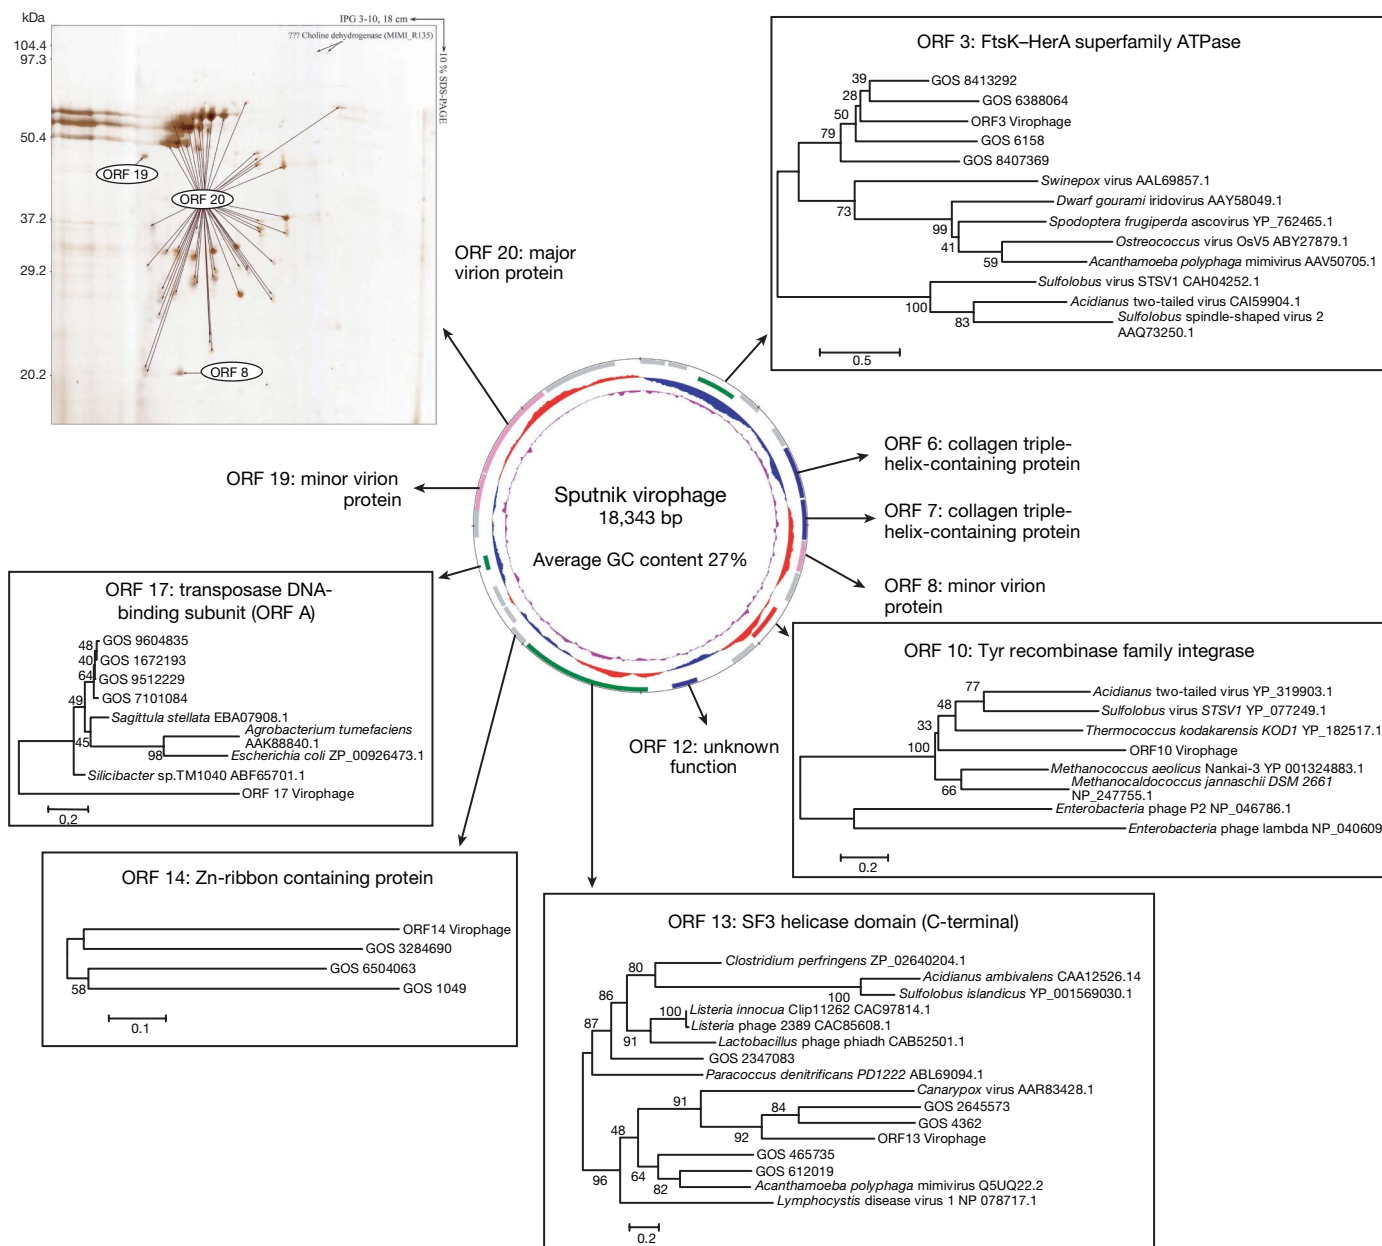 kDa
IPG 3-10, 18 cm
??? Choline dehydrogenase (MIMI_R135)
10 % SDS-PAGE
104.4
97.3
50.4
37.2
29.2
20.2
ORF 19
ORF 20
ORF 8
ORF 20: major
virion protein
ORF 3: FtsK–HerA superfamily ATPase
39
28
50
79
73
99
41
59
100
83
GOS 8413292
GOS 6388064
ORF3 Virophage
GOS 6158
GOS 8407369
Swinepox virus AAL69857.1
Dwarf gourami iridovirus AAY58049.1
Spodoptera frugiperda ascovirus YP_762465.1
Ostreococcus virus OsV5 ABY27879.1
Acanthamoeba polyphaga mimivirus AAV50705.1
Sulfolobus virus STSV1 CAH04252.1
Acidianus two-tailed virus CAI59904.1
Sulfolobus spindle-shaped virus 2
AAQ73250.1
0.5
ORF 6: collagen triple-
helix-containing protein
ORF 7: collagen triple-
helix-containing protein
ORF 8: minor virion
protein
ORF 19: minor virion
protein
Sputnik virophage
18,343 bp
Average GC content 27%
ORF 12: unknown
function
ORF 17: transposase DNA-
binding subunit (ORF A)
48
40
64
49
45
98
GOS 9604835
GOS 1672193
GOS 9512229
GOS 7101084
Sagittula stellata EBA07908.1
Agrobacterium tumefaciens
AAK88840.1
Escherichia coli ZP_00926473.1
Silicibacter sp.TM1040 ABF65701.1
ORF 17 Virophage
0,2
ORF 10: Tyr recombinase family integrase
77
48
33
100
66
Acidianus two-tailed virus YP_319903.1
Sulfolobus virus STSV1 YP_077249.1
Thermococcus kodakarensis KOD1 YP_182517.1
ORF10 Virophage
Methanococcus aeolicus Nankai-3 YP 001324883.1
Methanocaldococcus jannaschii DSM 2661
NP_247755.1
Enterobacteria phage P2 NP_046786.1
Enterobacteria phage lambda NP_040609
0.2
ORF 14: Zn-ribbon containing protein
58
ORF14 Virophage
GOS 3284690
GOS 6504063
GOS 1049
0.1
ORF 13: SF3 helicase domain (C-terminal)
80
100
86
100
91
87
91
84
92
48
64
82
96
Clostridium perfringens ZP_02640204.1
Acidianus ambivalens CAA12526.14
Sulfolobus islandicus YP_001569030.1
Listeria innocua Clip11262 CAC97814.1
Listeria phage 2389 CAC85608.1
Lactobacillus phage phiadh CAB52501.1
GOS 2347083
Paracoccus denitrificans PD1222 ABL69094.1
Canarypox virus AAR83428.1
GOS 2645573
GOS 4362
ORF13 Virophage
GOS 465735
GOS 612019
Acanthamoeba polyphaga mimivirus Q5UQ22.2
Lymphocystis disease virus 1 NP 078717.1
0.2